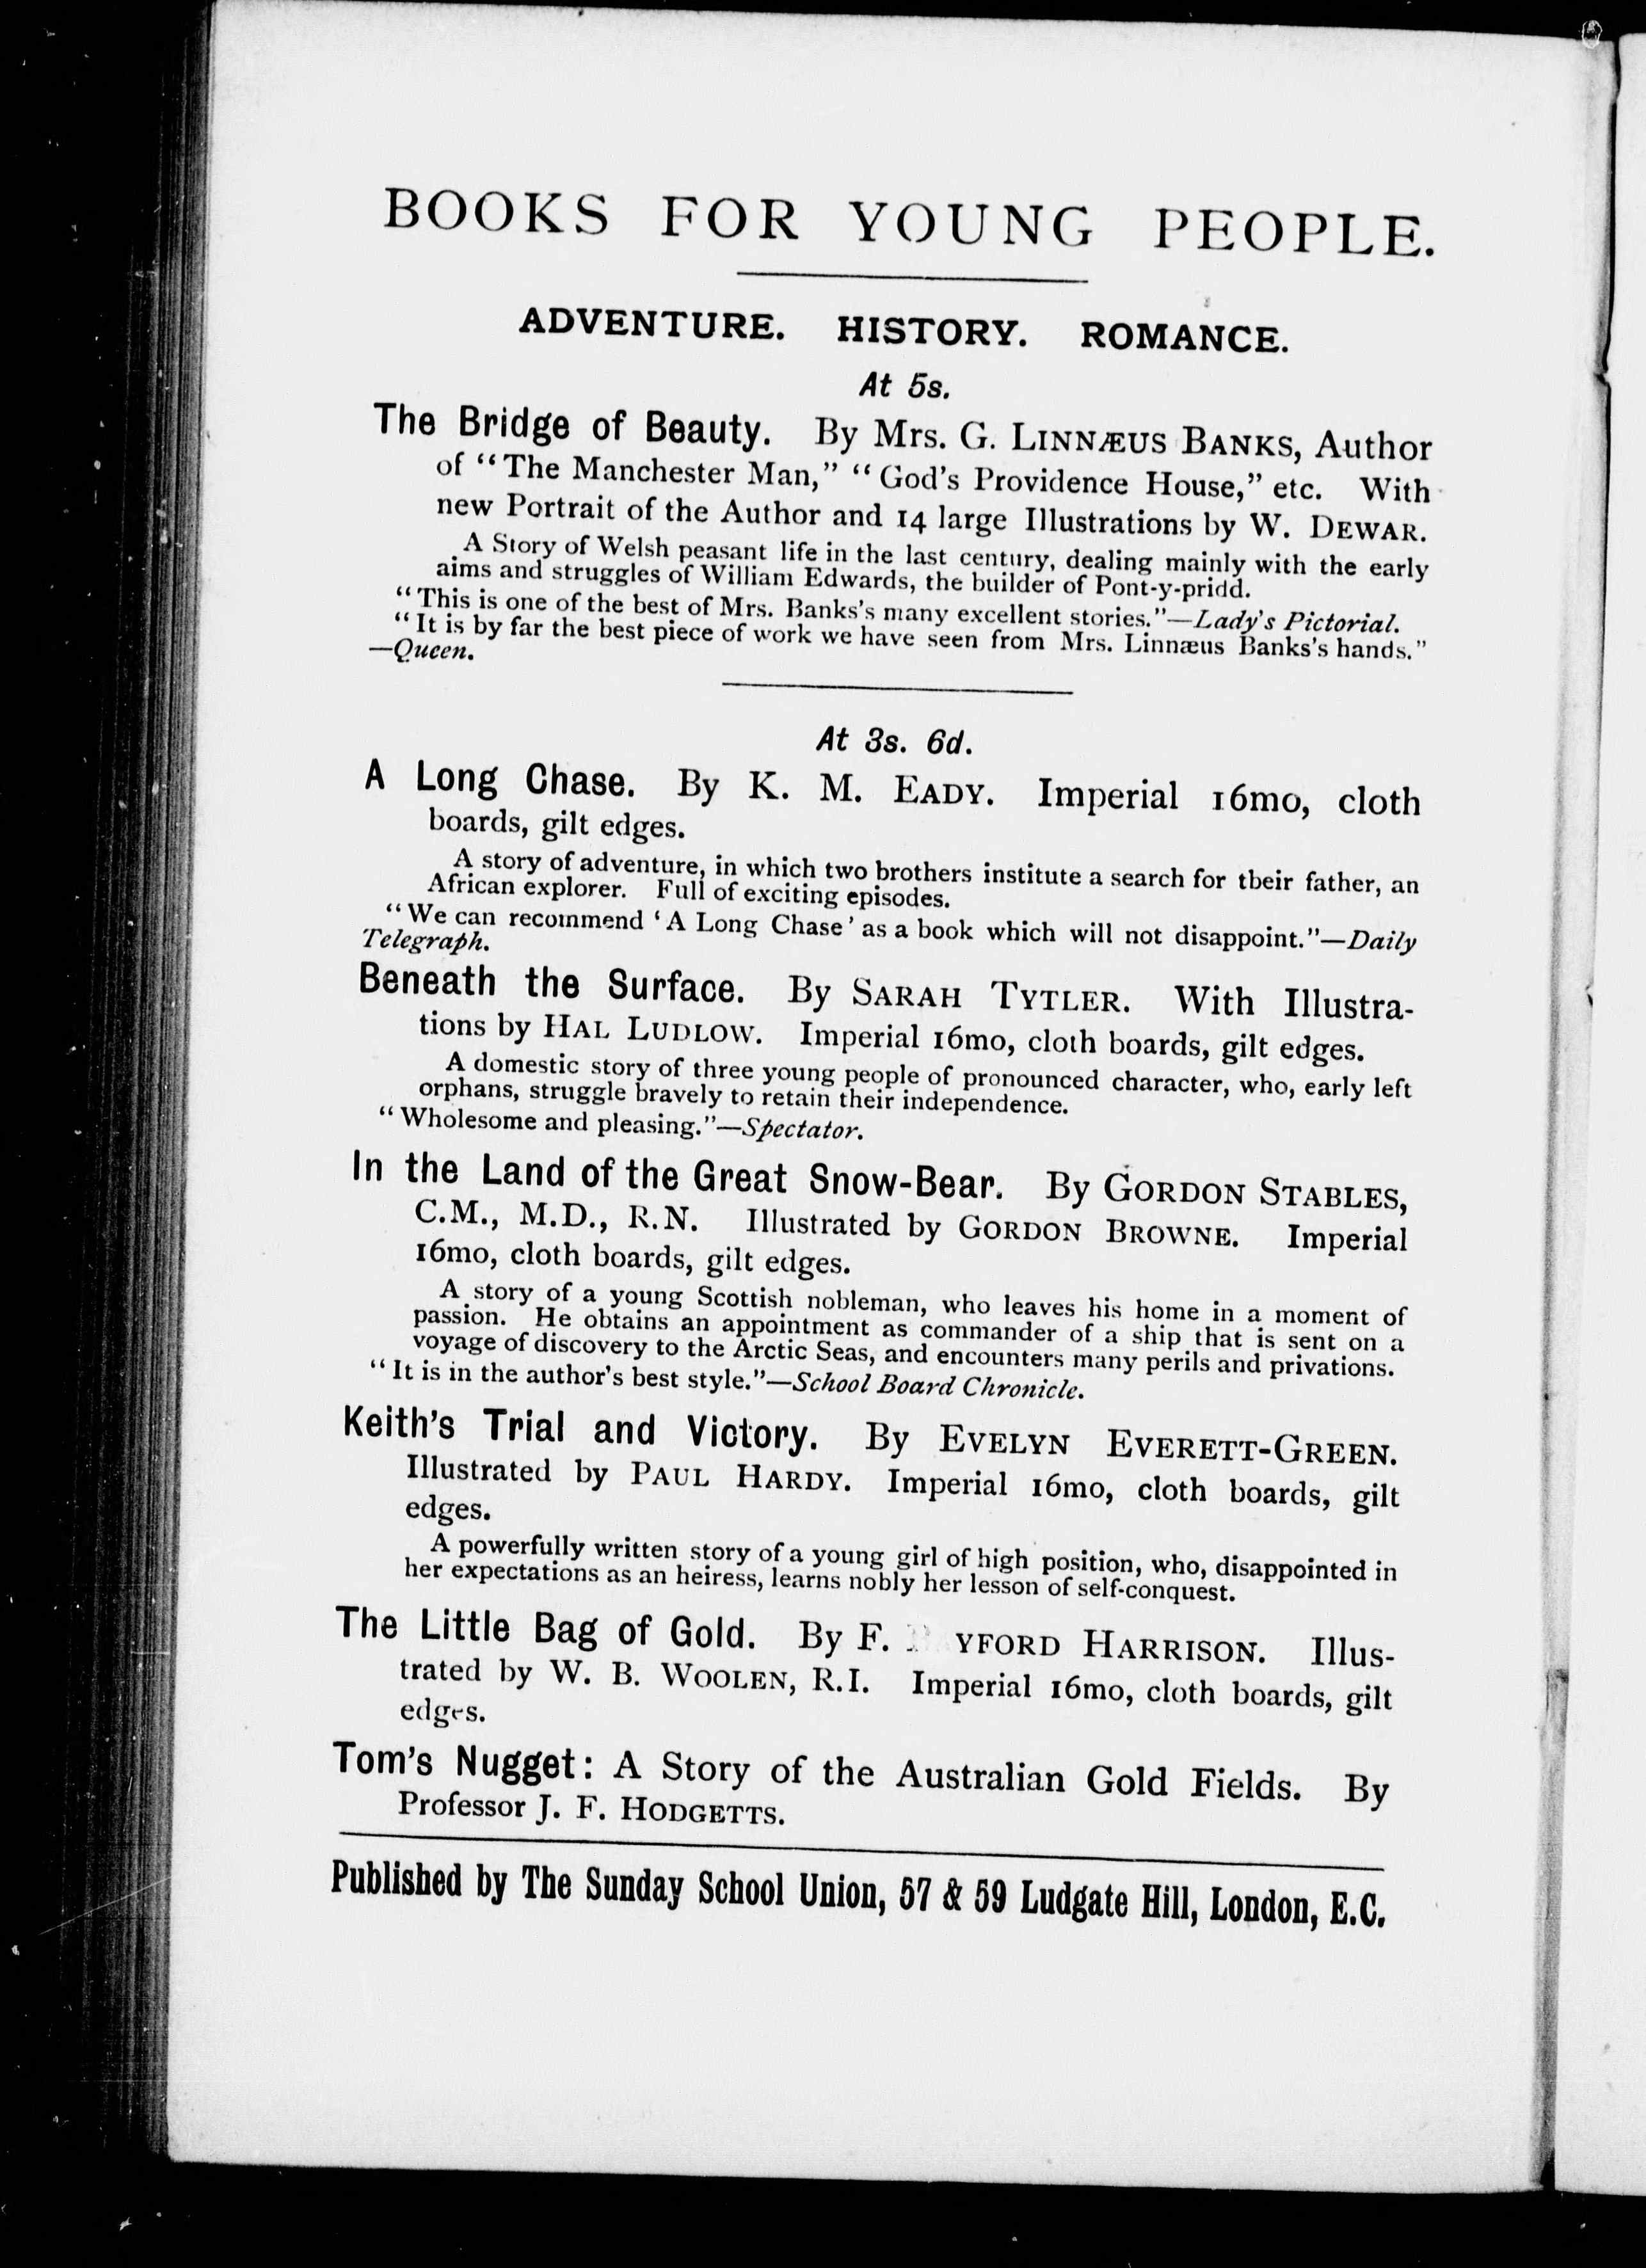 BOOKS FOR YOUNG PEOPLE.
ADVENTURE. HISTORY. ROMANCE.
At 5s.
The Bridge of Beauty. By Mrs. G. LINNÆUS BANKS, Author
of "The Manchester Man," "God's Providence House," etc. With
new Portrait of the Author and 14 large Illustrations by W. DEWAR.
A Story of Welsh peasant life in the last century, dealing mainly with the early
aims and struggles of William Edwards, the builder of Pont-y-pridd.
"This is one of the best of Mrs. Banks's many excellent stories."—Lady's Pictorial.
"It is by far the best piece of work we have seen from Mrs. Linnæus Banks's hands."
—Queen.
At 3s. 6d.
A Long Chase. By K. M. EADY. Imperial 16mo, cloth
boards, gilt edges.
A story of adventure, in which two brothers institute a search for tbeir father, an
African explorer. Full of exciting episodes.
"We can recommend 'A Long Chase' as a book which will not disappoint."—Daily
Telegraph.
Beneath the Surface. By SARAH TYTLER. With Illustra-
tions by HAL LUDLOW. Imperial 16mo, cloth boards, gilt edges.
A domestic story of three young people of pronounced character, who, early left
orphans, struggle bravely to retain their independence.
"Wholesome and pleasing."—Spectator.
In the Land of the Great Snow-Bear. By GORDON STABLES,
C.M., M.D., R.N. Illustrated by GORDON BROWNE. Imperial
16mo, cloth boards, gilt edges.
A story of a young Scottish nobleman, who leaves his home in a moment of
passion. He obtains an appointment as commander of a ship that is sent on a
voyage of discovery to the Arctic Seas, and encounters many perils and privations.
"It is in the author's best style."—School Board Chronicle.
Keith's Trial and Victory. By EVELYN EVERETT-GREEN.
Illustrated by PAUL HARDY. Imperial 16mo, cloth boards, gilt
edges.
A powerfully written story of a young girl of high position, who, disappointed in
her expectations as an heiress, learns nobly her lesson of self-conquest.
The Little Bag of Gold. By F. HARRISON. Illus-
trated by W. B. WOOLEN, R.I. Imperial 16mo, cloth boards, gilt
edges.
Tom's Nugget: A Story of the Australian Gold Fields. By
Professor J. F. HODGETTS.
Published by The Sunday School Union, 57 & 59 Ludgate Hill, London, E.C.